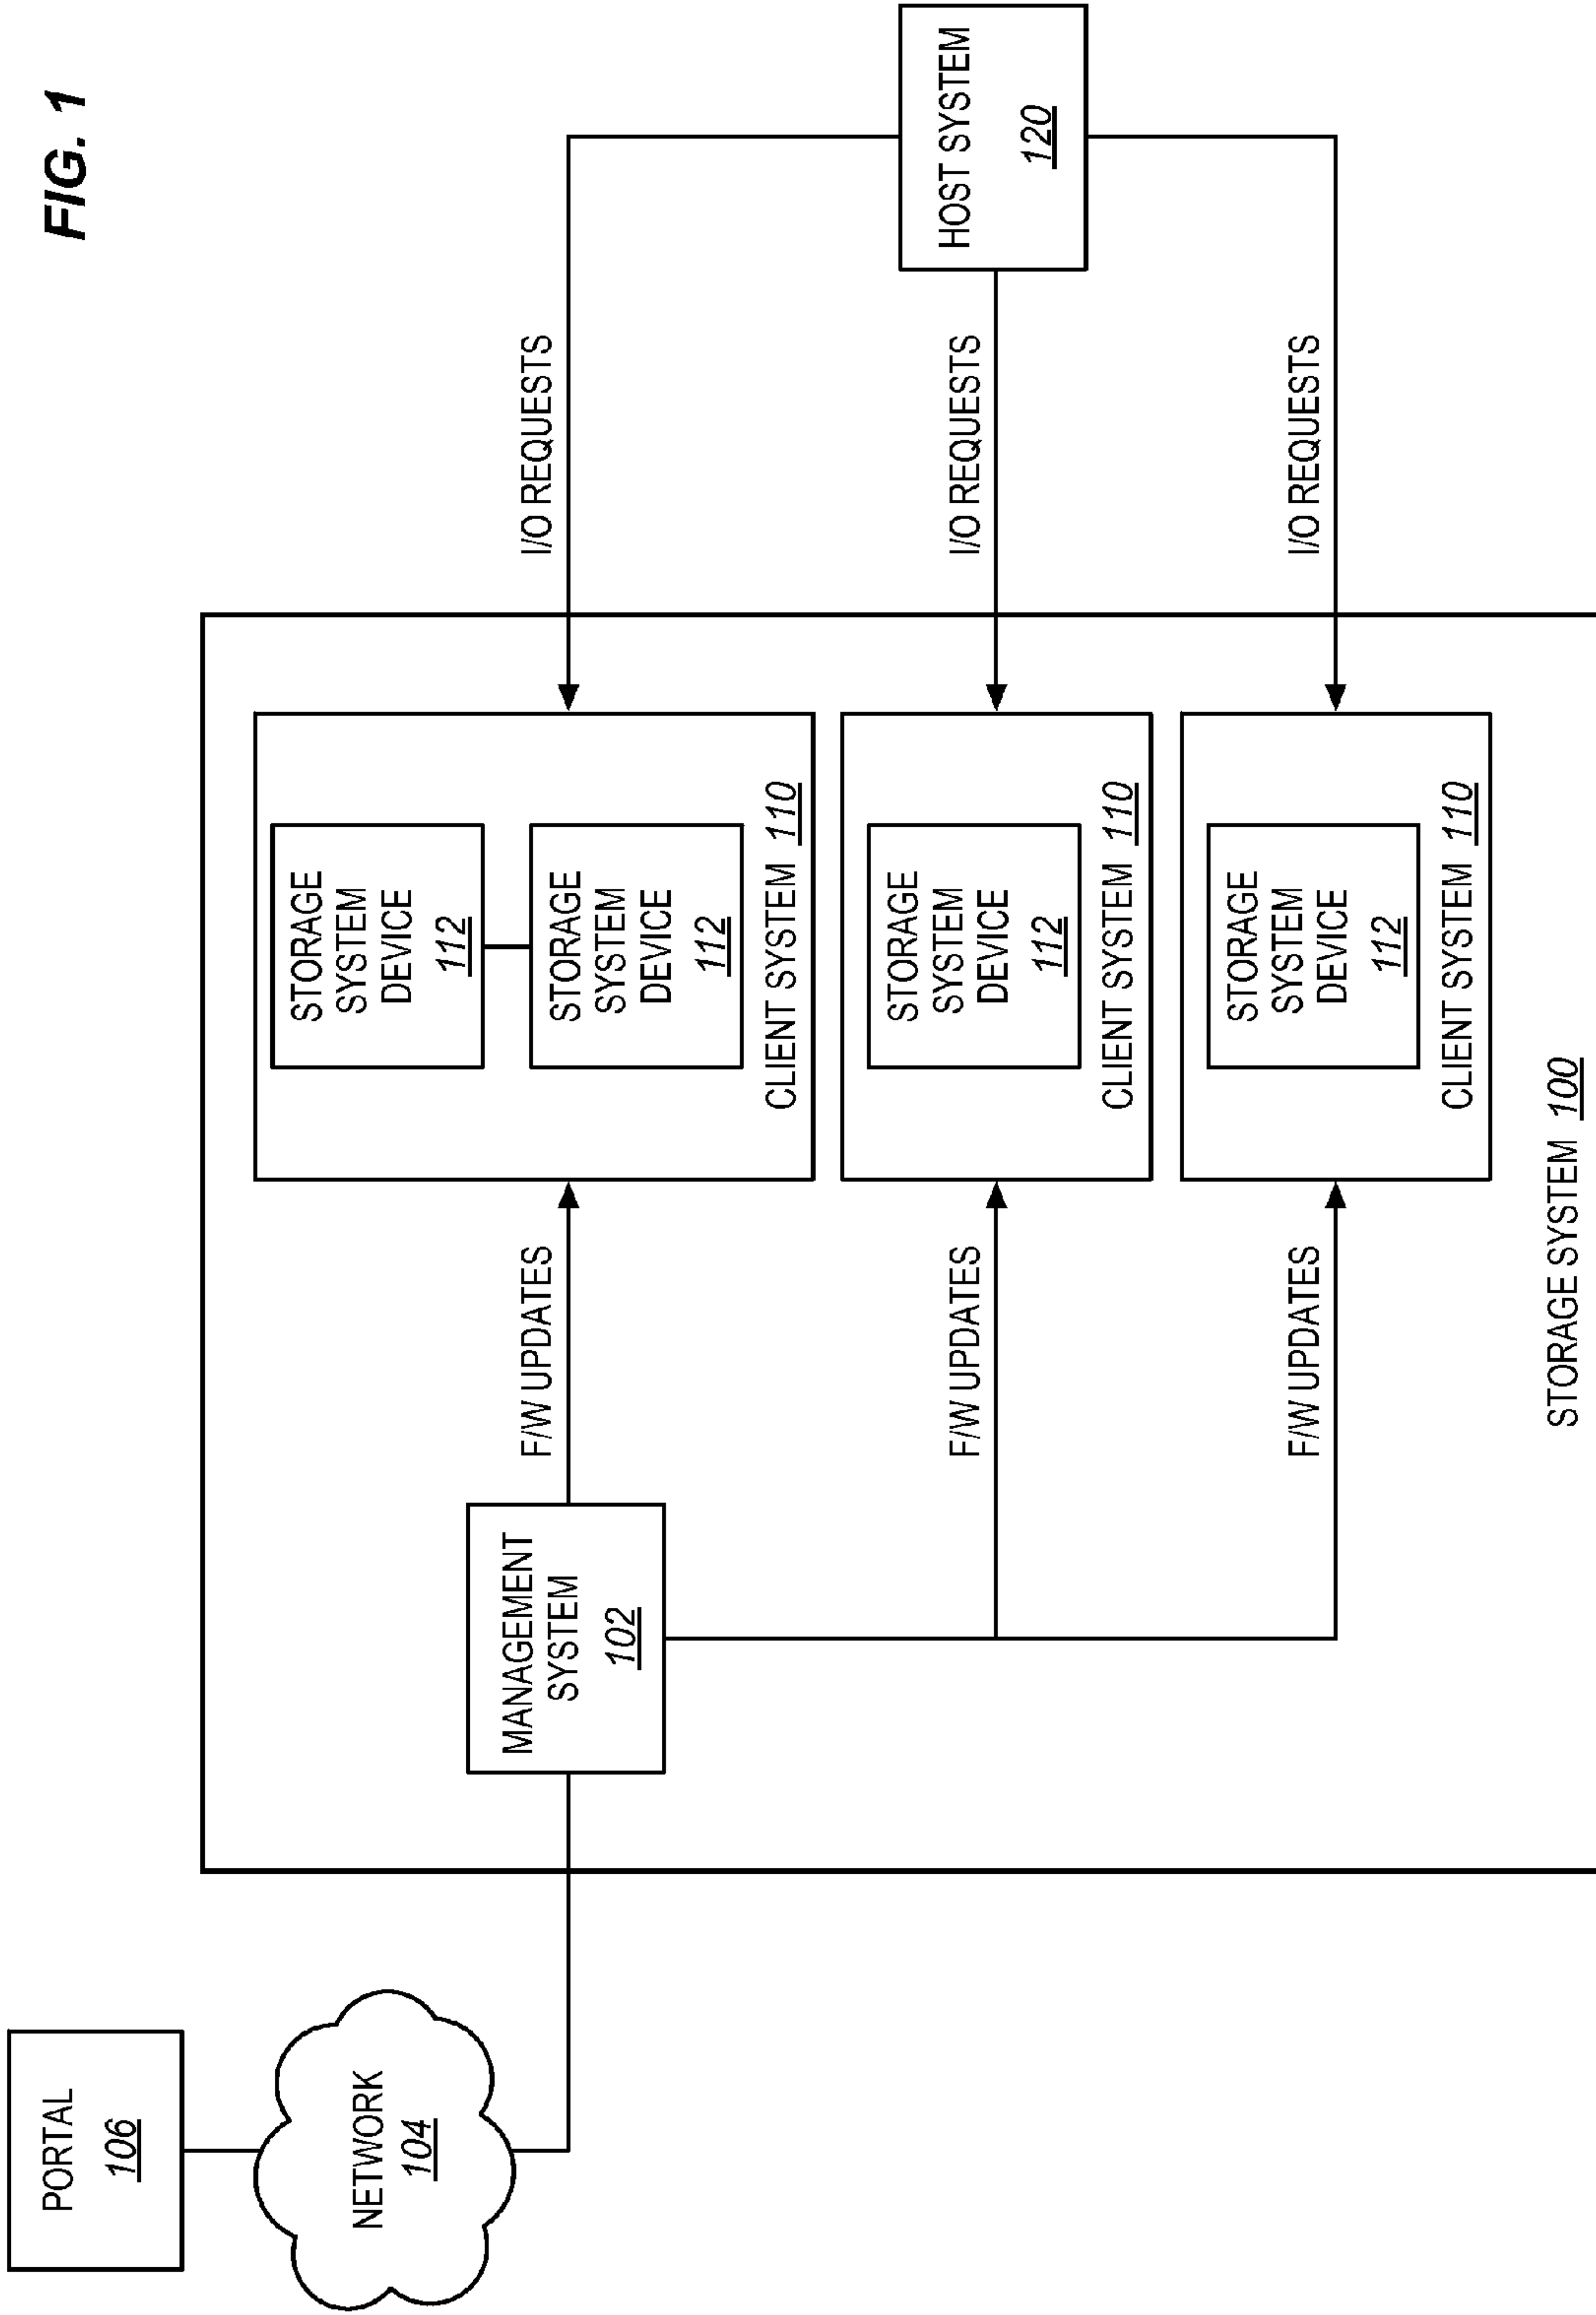 FIG. 1
PORTAL
106
NETWORK
104
MANAGEMENT
SYSTEM
102
F/W UPDATES
F/W UPDATES
F/W UPDATES
STORAGE
SYSTEM
DEVICE
112
STORAGE
SYSTEM
DEVICE
112
CLIENT SYSTEM 110
STORAGE
SYSTEM
DEVICE
112
CLIENT SYSTEM 110
STORAGE
SYSTEM
DEVICE
112
CLIENT SYSTEM 110
I/O REQUESTS
I/O REQUESTS
I/O REQUESTS
HOST SYSTEM
120
STORAGE SYSTEM 100